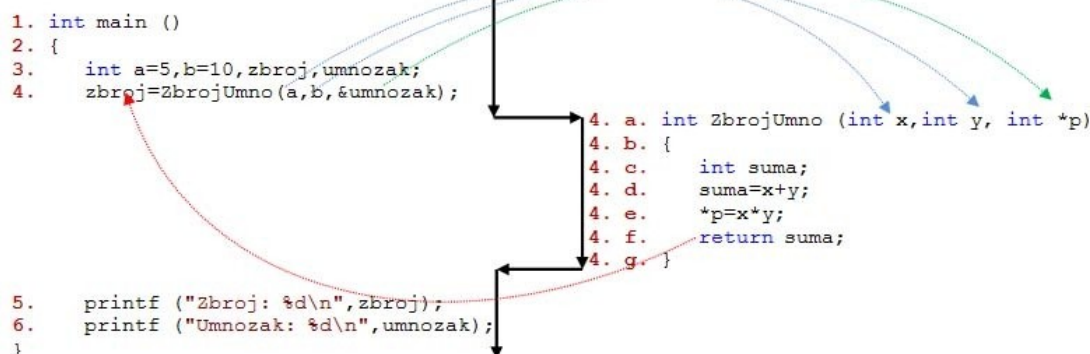 1. int main ()
2. {
3. int a=5,b=10,zbroj,umnozak;
4. zbroj=ZbrojUmno(a,b,&umnozak);
4. a. int ZbrojUmno (int x,int y, int *p)
4. b. {
4. c. int suma;
4. d. suma=x+y;
4. e. *p=x*y;
4. f. return suma;
4. g. }
5. printf ("Zbroj: %d\n",zbroj);
6. printf ("Umnozak: %d\n",umnozak);
}